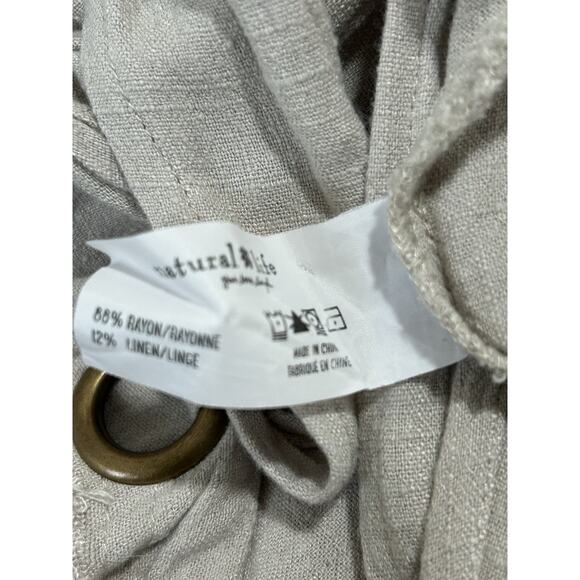 natural life
88% RAYON/RAYONNE
12% LINEN/LINGE
MADE IN CHINA
FABRIQUE EN CHINE